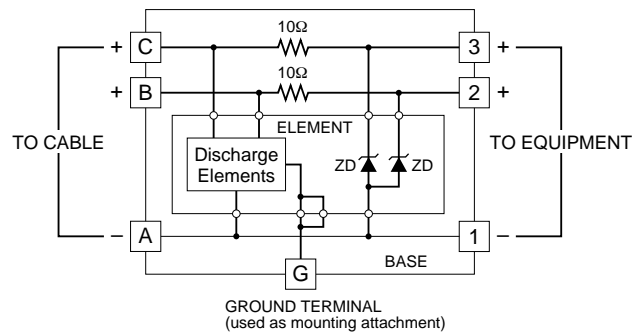 10Ω
+ C 3 +
10Ω
+ B 2 +
ELEMENT
TO CABLE
Discharge
Elements
ZD ZD
TO EQUIPMENT
– A 1 –
BASE
G
GROUND TERMINAL
(used as mounting attachment)